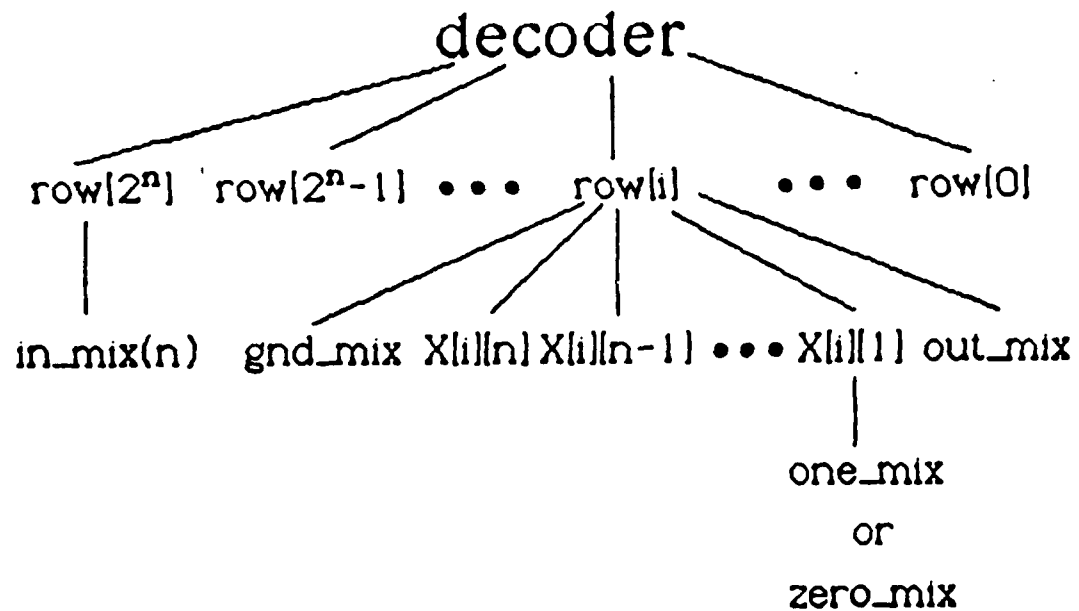 decoder
row[2ⁿ] row[2ⁿ-1] ••• row[i] ••• row[0]
in_mix(n) gnd_mix X[i][n] X[i][n-1] ••• X[i][1] out_mix
one_mix
or
zero_mix